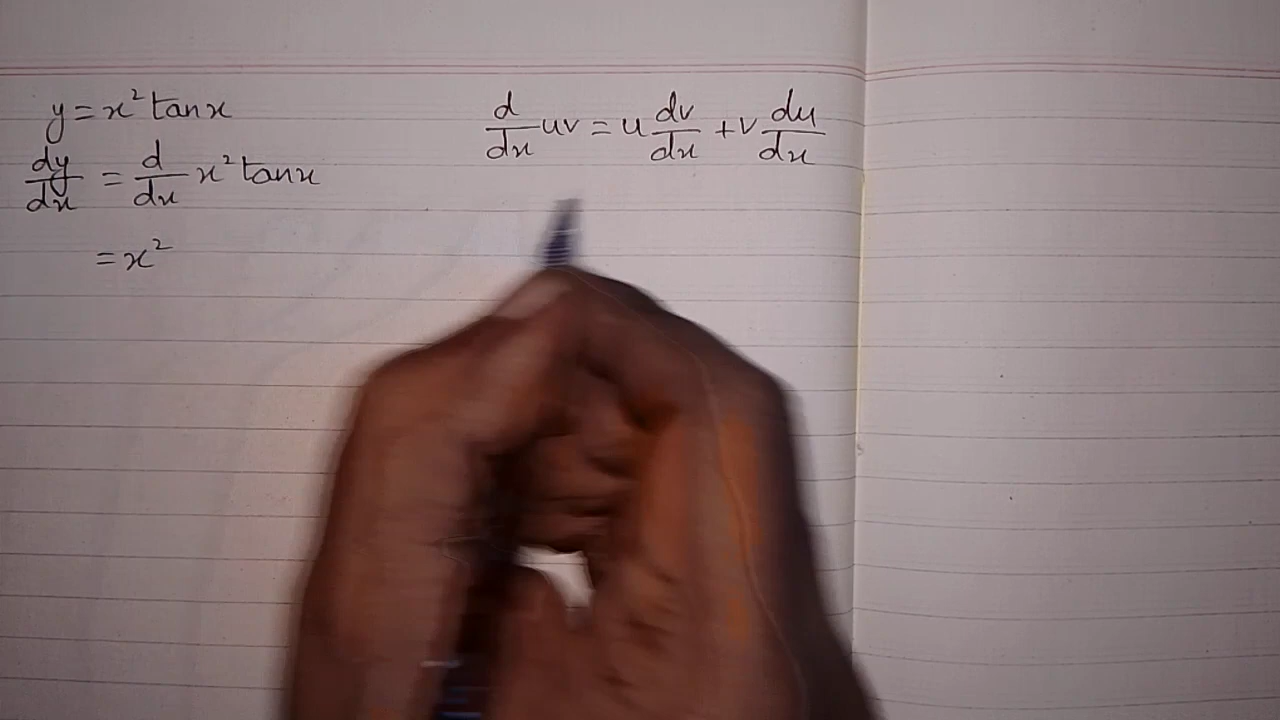 y = x² tan x
d/dx uv = u dv/dx + v du/dx
dy/dx = d/dx x² tan x
= x²